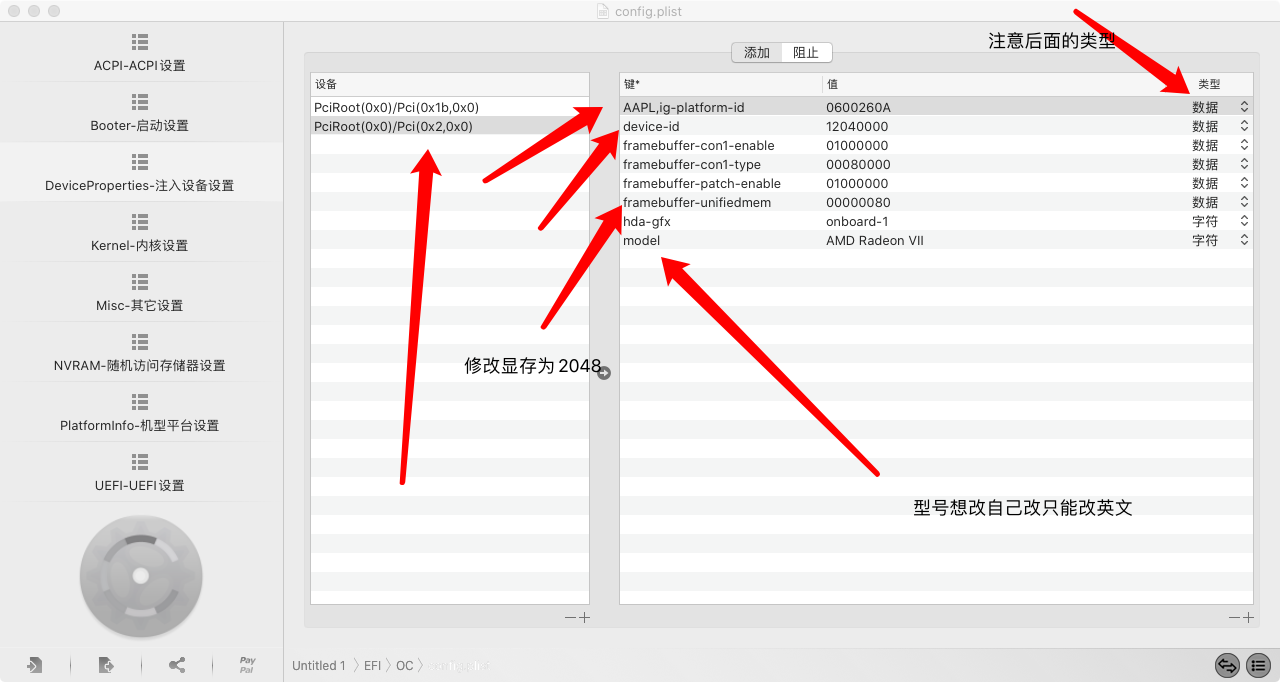 config.plist
注意后面的类型
添加 阻止
ACPI-ACPI设置
Booter-启动设置
DeviceProperties-注入设备设置
Kernel-内核设置
Misc-其它设置
NVRAM-随机访问存储器设置
PlatformInfo-机型平台设置
UEFI-UEFI设置
设备
PciRoot(0x0)/Pci(0x1b,0x0)
PciRoot(0x0)/Pci(0x2,0x0)
键* 值 类型
AAPL,ig-platform-id 0600260A 数据
device-id 12040000 数据
framebuffer-con1-enable 01000000 数据
framebuffer-con1-type 00080000 数据
framebuffer-patch-enable 01000000 数据
framebuffer-unifiedmem 00000080 数据
hda-gfx onboard-1 字符
model AMD Radeon VII 字符
修改显存为2048
型号想改自己改只能改英文
Pay
Pal
Untitled 1 EFI OC config.plist